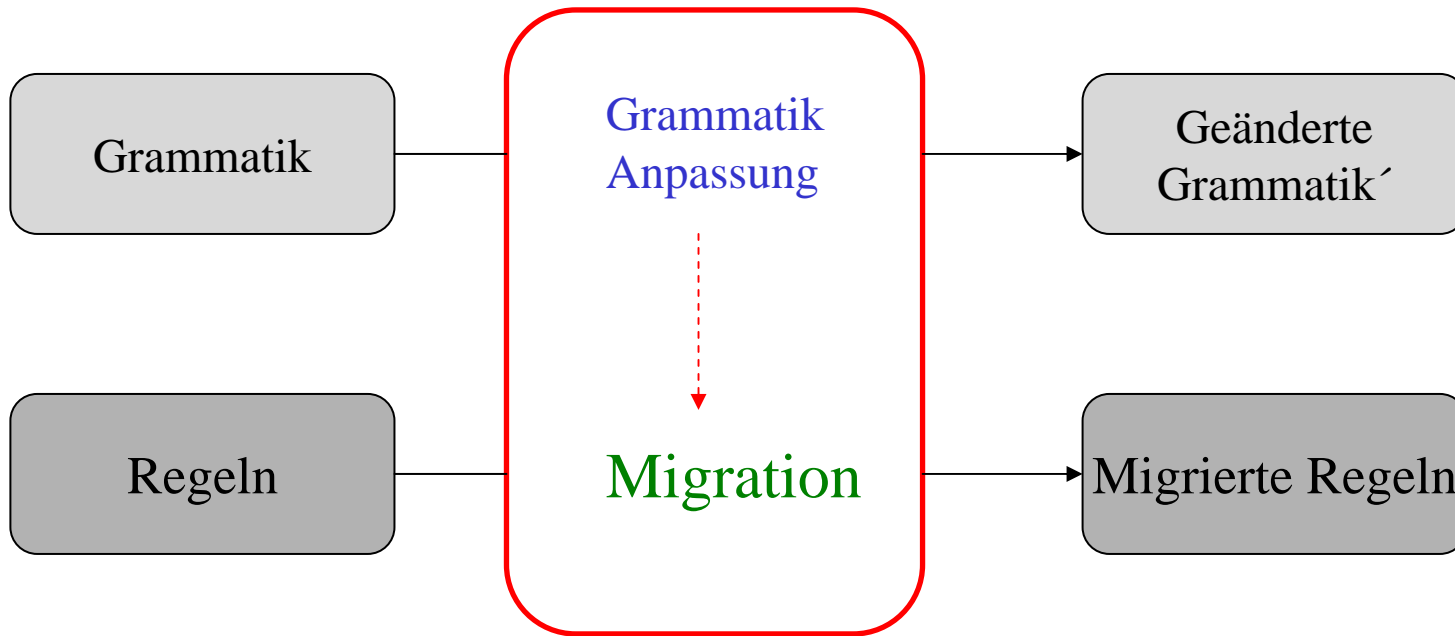 Grammatik
Grammatik
Anpassung
Geänderte
Grammatik´
Regeln
Migration
Migrierte Regeln